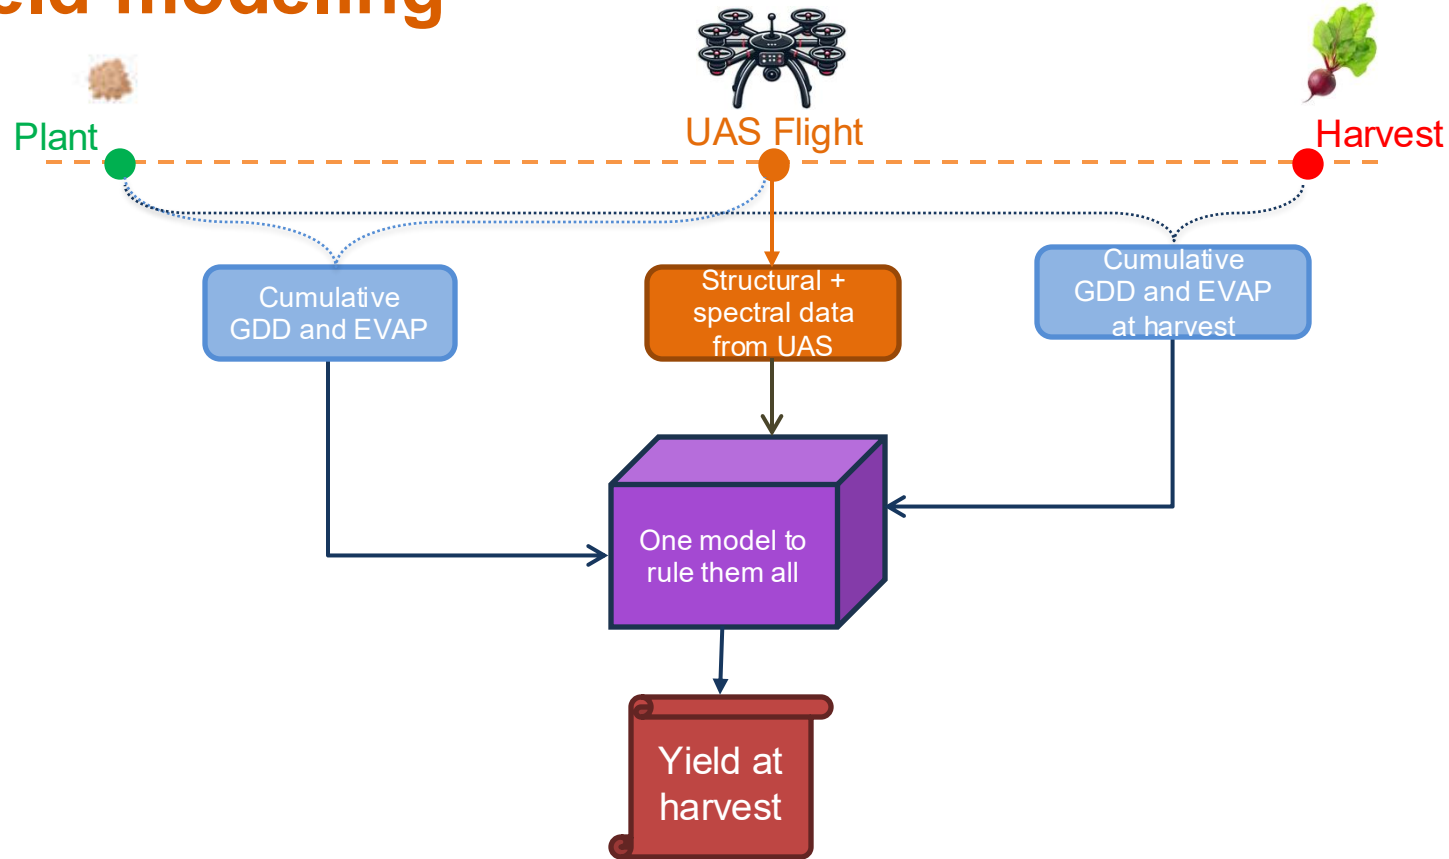 modeling
Plant
UAS Flight
Harvest
Cumulative
GDD and EVAP
Structural +
spectral data
from UAS
Cumulative
GDD and EVAP
at harvest
One model to
rule them all
Yield at
harvest